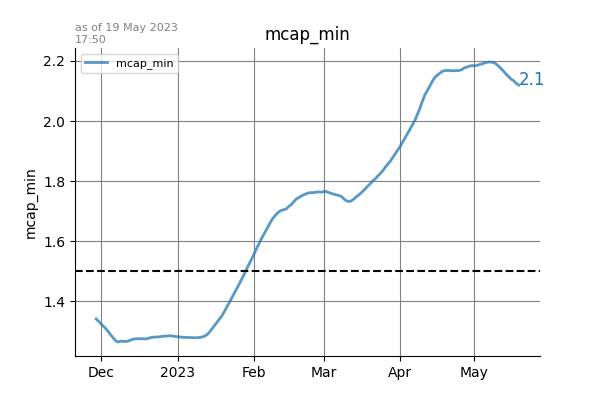 as of 19 May 2023
17:50
mcap_min
mcap_min
2.1
mcap_min
2.2
2.0
1.8
1.6
1.4
Dec 2023 Feb Mar Apr May